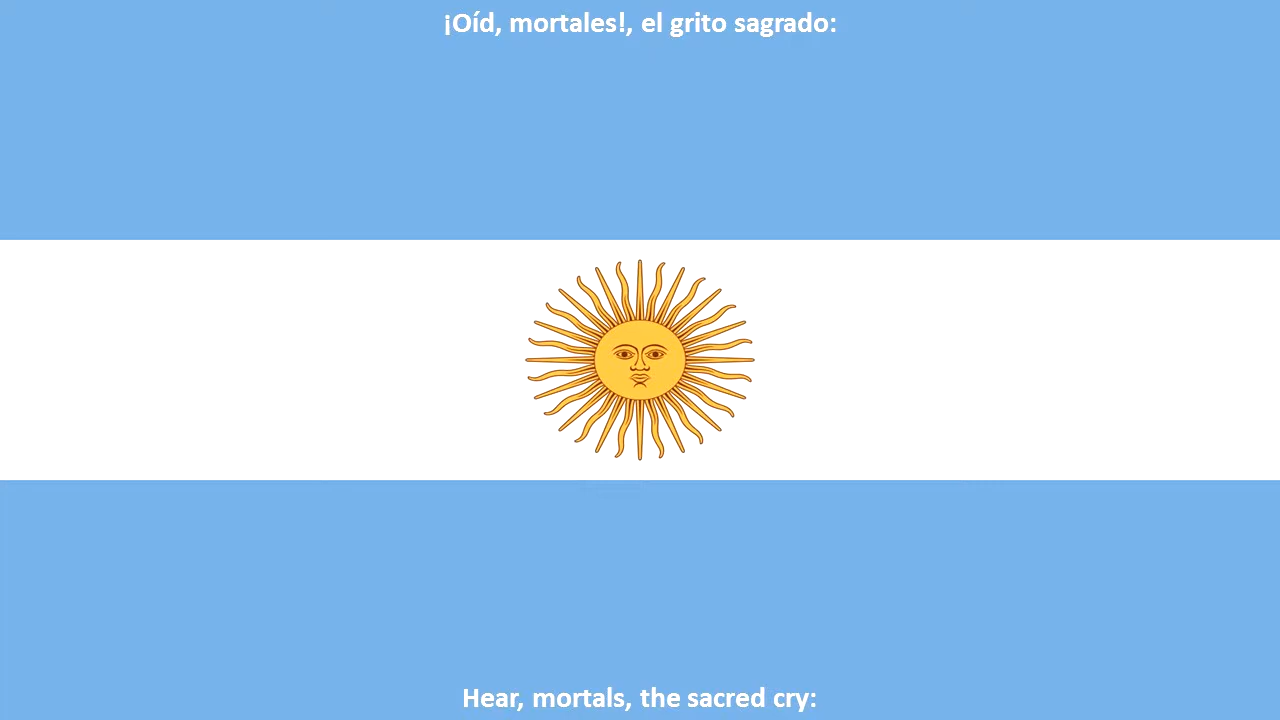 ¡Oíd, mortales!, el grito sagrado:
Hear, mortals, the sacred cry: